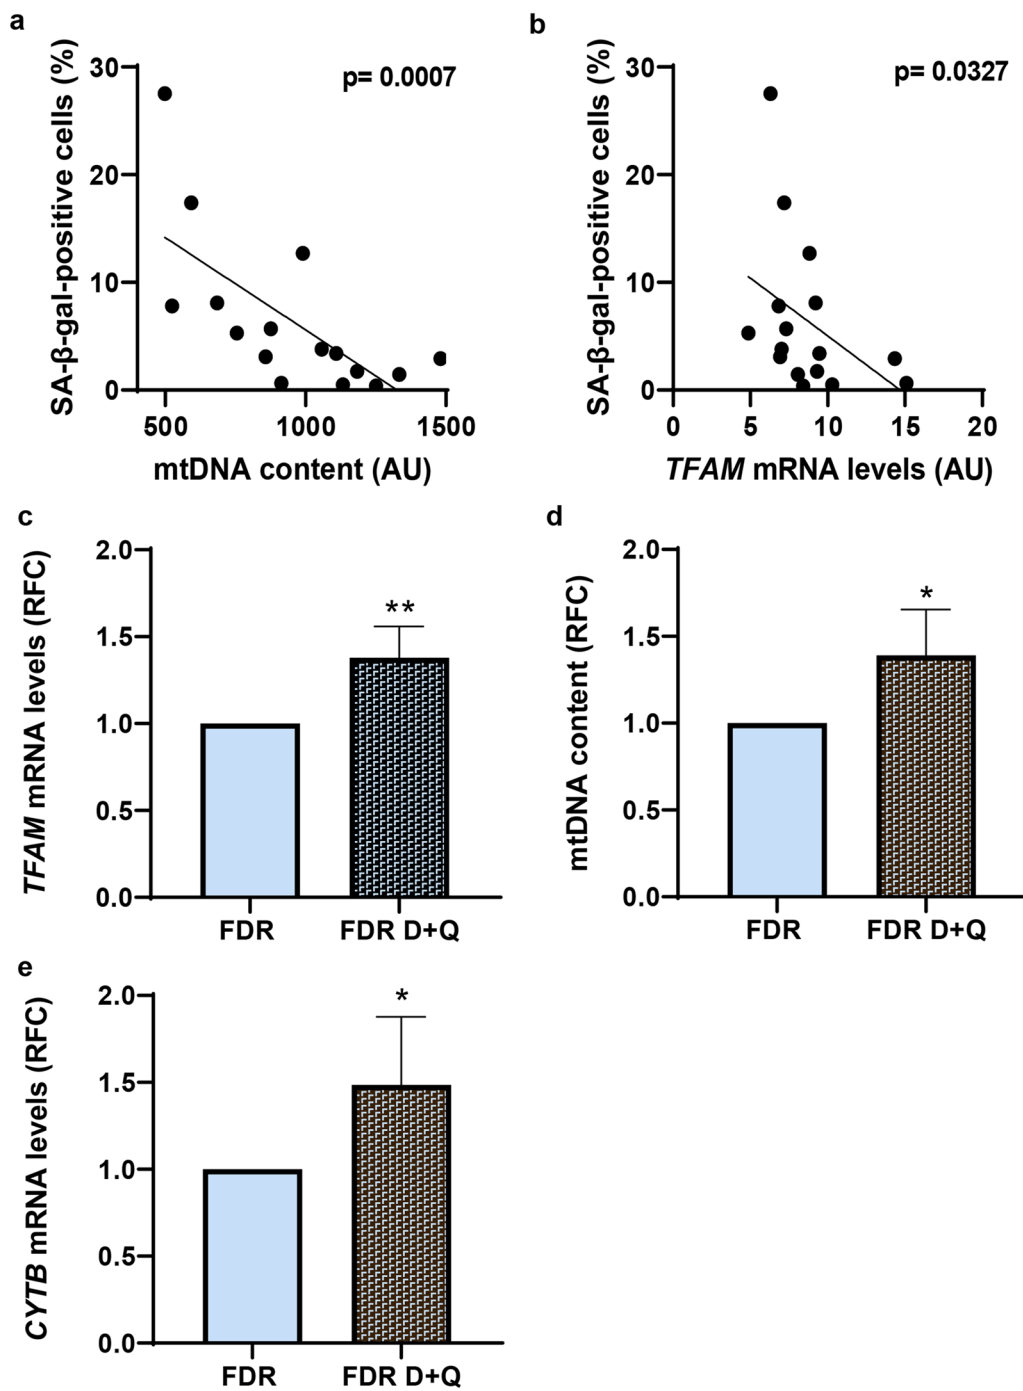 a
SA-β-gal-positive cells (%)
30
20
10
0
p= 0.0007
500 1000 1500
mtDNA content (AU)
b
SA-β-gal-positive cells (%)
30
20
10
0
p= 0.0327
0 5 10 15 20
TFAM mRNA levels (AU)
c
TFAM mRNA levels (RFC)
2.0
1.5
1.0
0.5
0.0
**
FDR FDR D+Q
d
mtDNA content (RFC)
2.0
1.5
1.0
0.5
0.0
*
FDR FDR D+Q
e
CYTB mRNA levels (RFC)
2.0
1.5
1.0
0.5
0.0
*
FDR FDR D+Q